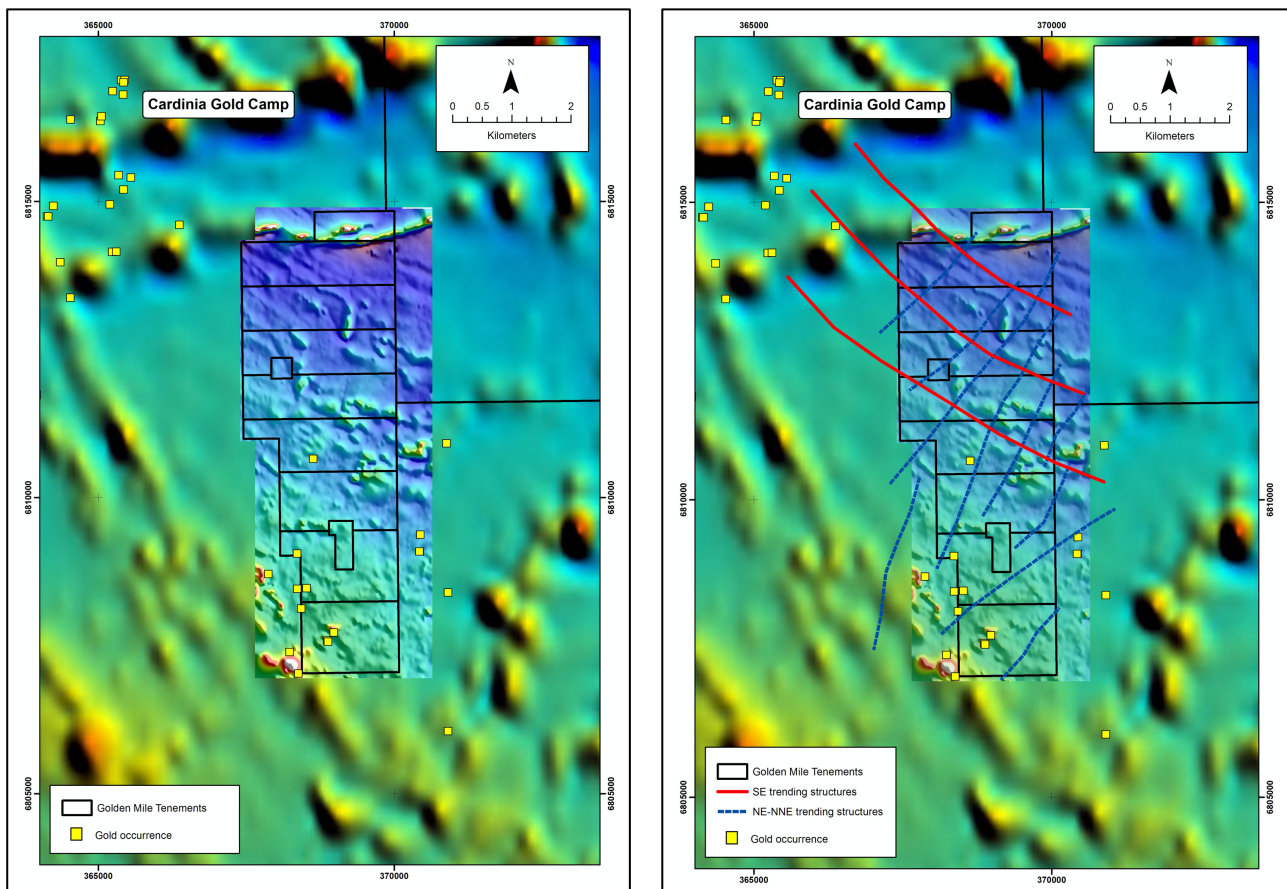 365000
370000
N
Cardinia Gold Camp
0 0.5 1 2
Kilometers
6815000
6815000
6810000
6810000
6805000
6805000
Golden Mile Tenements
Gold occurrence
365000
370000
365000
370000
N
Cardinia Gold Camp
0 0.5 1 2
Kilometers
6815000
6815000
6810000
6810000
6805000
6805000
Golden Mile Tenements
SE trending structures
NE-NNE trending structures
Gold occurrence
365000
370000